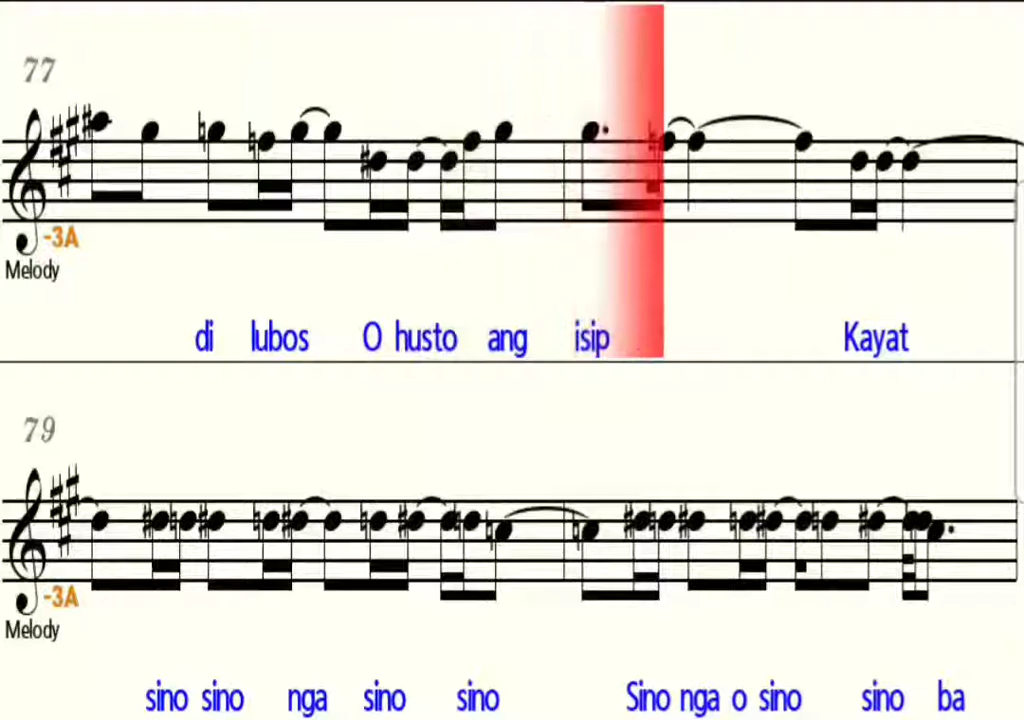 77
-3A
Melody
di lubos O husto ang isip Kayat
79
-3A
Melody
sino sino nga sino sino Sino nga o sino sino ba